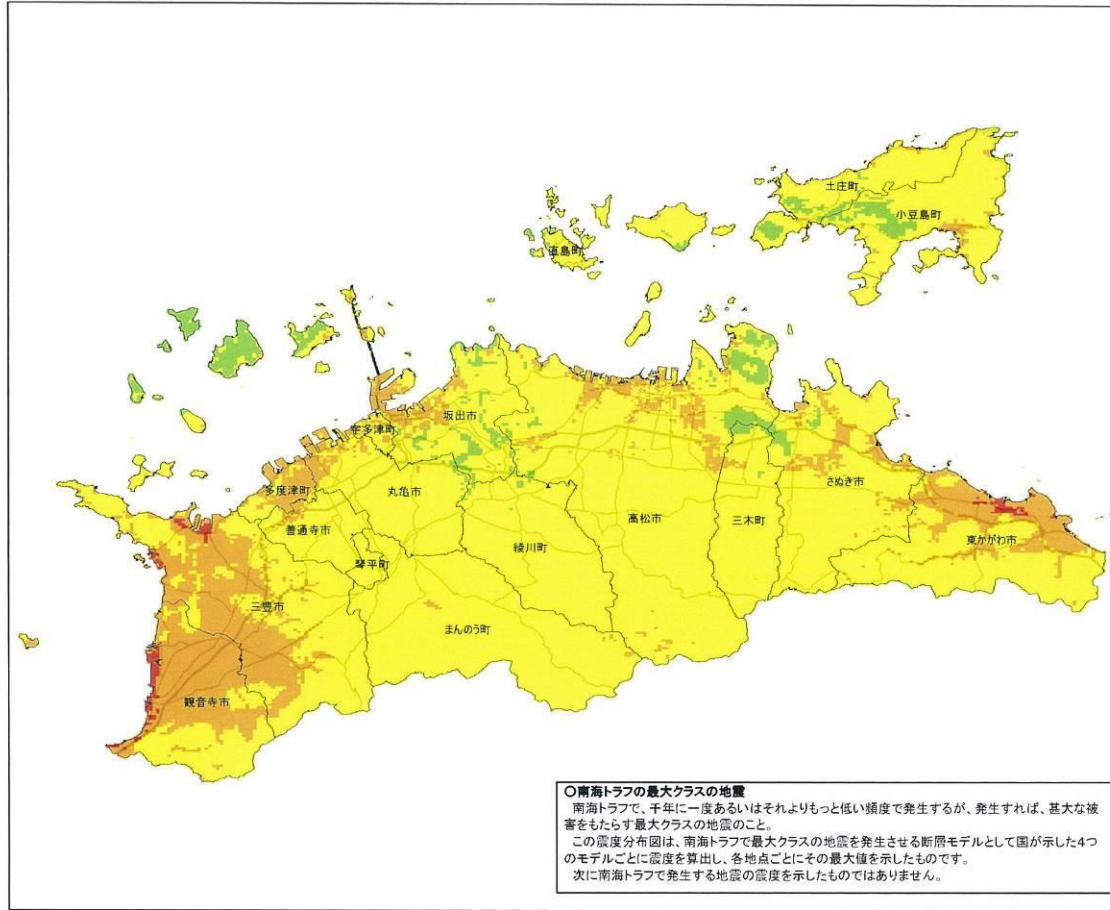 土庄町
小豆島町
直島町
坂出市
宇多津町
多度津町
丸亀市
善通寺市
琴平町
三豊市
観音寺市
まんのう町
綾川町
高松市
三木町
さぬき市
東かがわ市
○南海トラフの最大クラスの地震
南海トラフで、千年に一度あるいはそれよりもっと低い頻度で発生するが、発生すれば、甚大な被
害をもたらす最大クラスの地震のこと。
この震度分布図は、南海トラフで最大クラスの地震を発生させる断層モデルとして国が示した4つ
のモデルごとに震度を算出し、各地点ごとにその最大値を示したものです。
次に南海トラフで発生する地震の震度を示したものではありません。